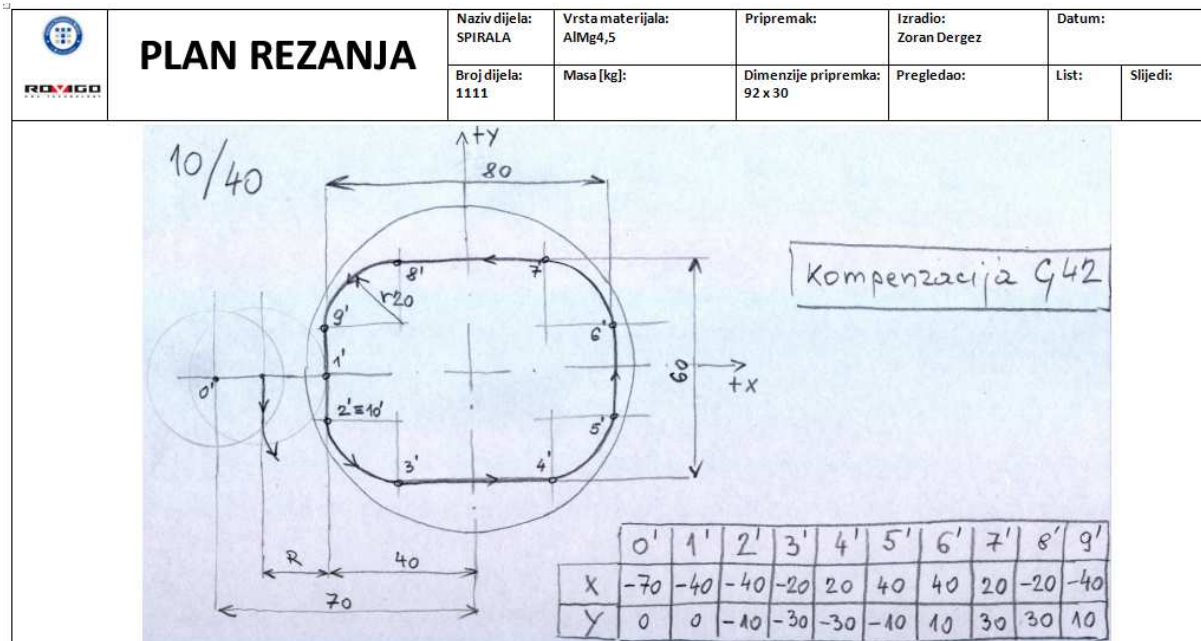 PLAN REZANJA
ROVAGO
Naziv dijela:
SPIRALA
Vrsta materijala:
AlMg4,5
Pripremak:
Izradio:
Zoran Dergez
Datum:
Broj dijela:
1111
Masa [kg]:
Dimenzije pripremka:
92 x 30
Pregledao:
List:
Slijedi:
10/40
+Y
80
Kompenzacija G42
8'
7'
r20
9'
6'
1'
60
+X
0'
2'≡10'
5'
3'
4'
R
40
70
0' 1' 2' 3' 4' 5' 6' 7' 8' 9'
X -70 -40 -40 -20 20 40 40 20 -20 -40
Y 0 0 -10 -30 -30 -10 10 30 30 10